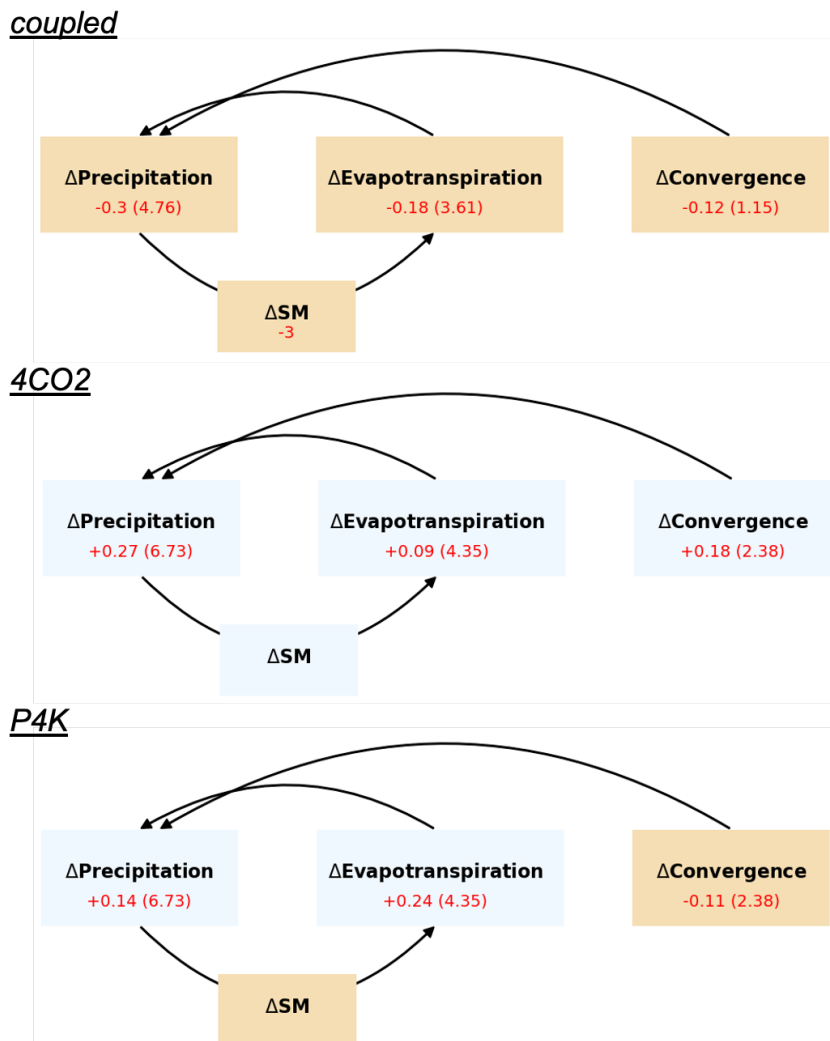 coupled
ΔPrecipitation
-0.3 (4.76)
ΔEvapotranspiration
-0.18 (3.61)
ΔConvergence
-0.12 (1.15)
ΔSM
-3
4CO2
ΔPrecipitation
+0.27 (6.73)
ΔEvapotranspiration
+0.09 (4.35)
ΔConvergence
+0.18 (2.38)
ΔSM
P4K
ΔPrecipitation
+0.14 (6.73)
ΔEvapotranspiration
+0.24 (4.35)
ΔConvergence
-0.11 (2.38)
ΔSM